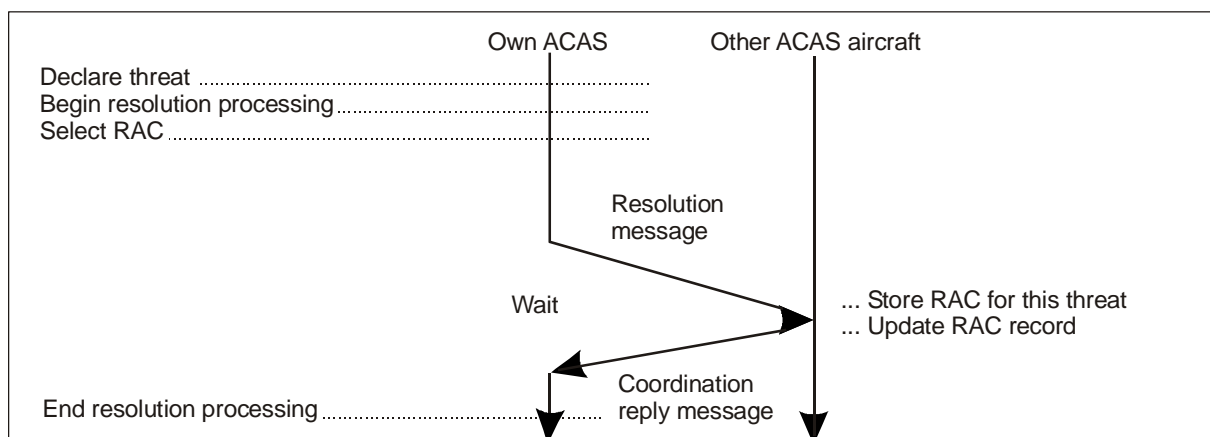 Own ACAS
Other ACAS aircraft
Declare threat
Begin resolution processing
Select RAC
Resolution
message
Wait
... Store RAC for this threat
... Update RAC record
Coordination
reply message
End resolution processing